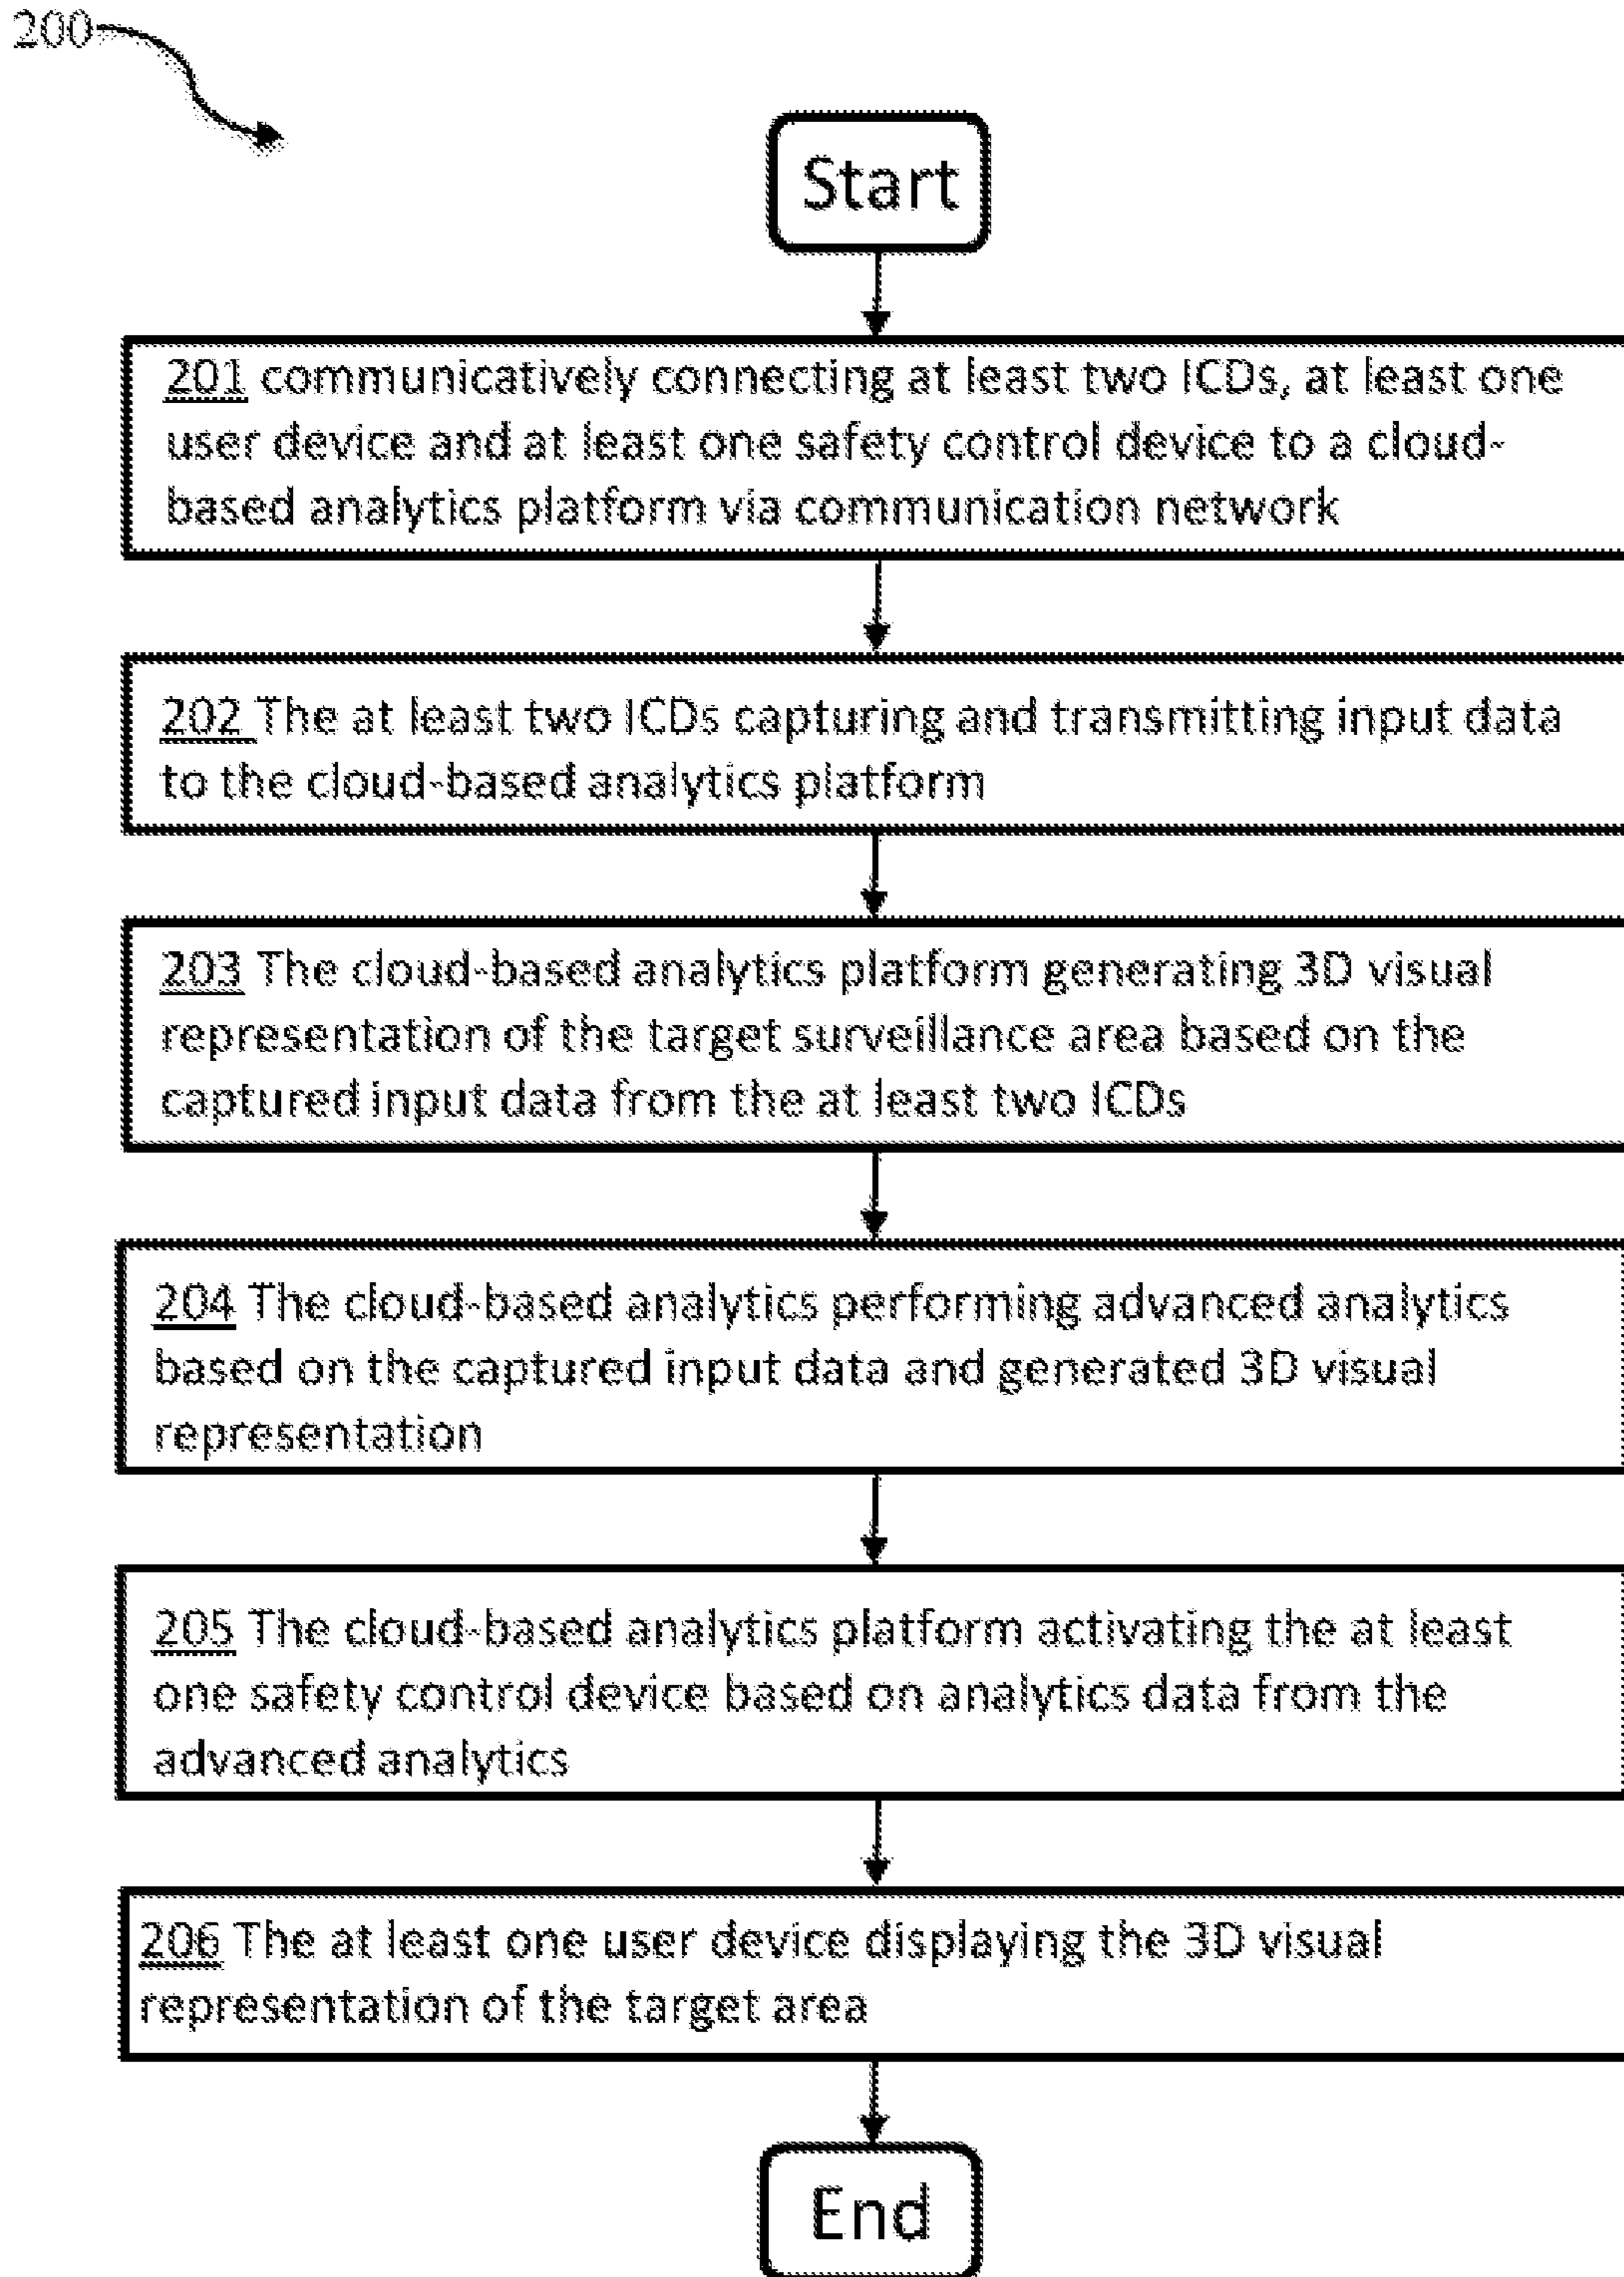 200
Start
201 communicatively connecting at least two ICDs, at least one
user device and at least one safety control device to a cloud-
based analytics platform via communication network
202 The at least two ICDs capturing and transmitting input data
to the cloud-based analytics platform
203 The cloud-based analytics platform generating 3D visual
representation of the target surveillance area based on the
captured input data from the at least two ICDs
204 The cloud-based analytics performing advanced analytics
based on the captured input data and generated 3D visual
representation
205 The cloud-based analytics platform activating the at least
one safety control device based on analytics data from the
advanced analytics
206 The at least one user device displaying the 3D visual
representation of the target area
End